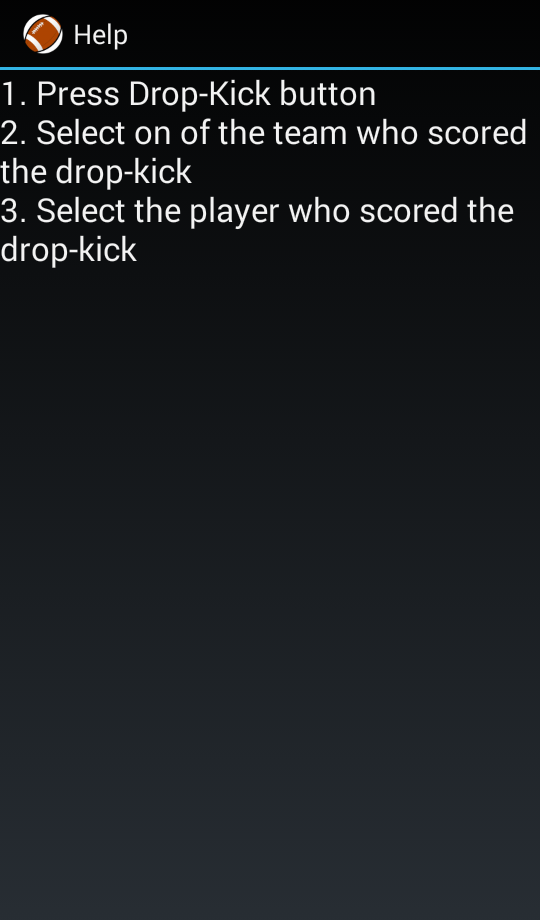 Help
1. Press Drop-Kick button
2. Select on of the team who scored
the drop-kick
3. Select the player who scored the
drop-kick